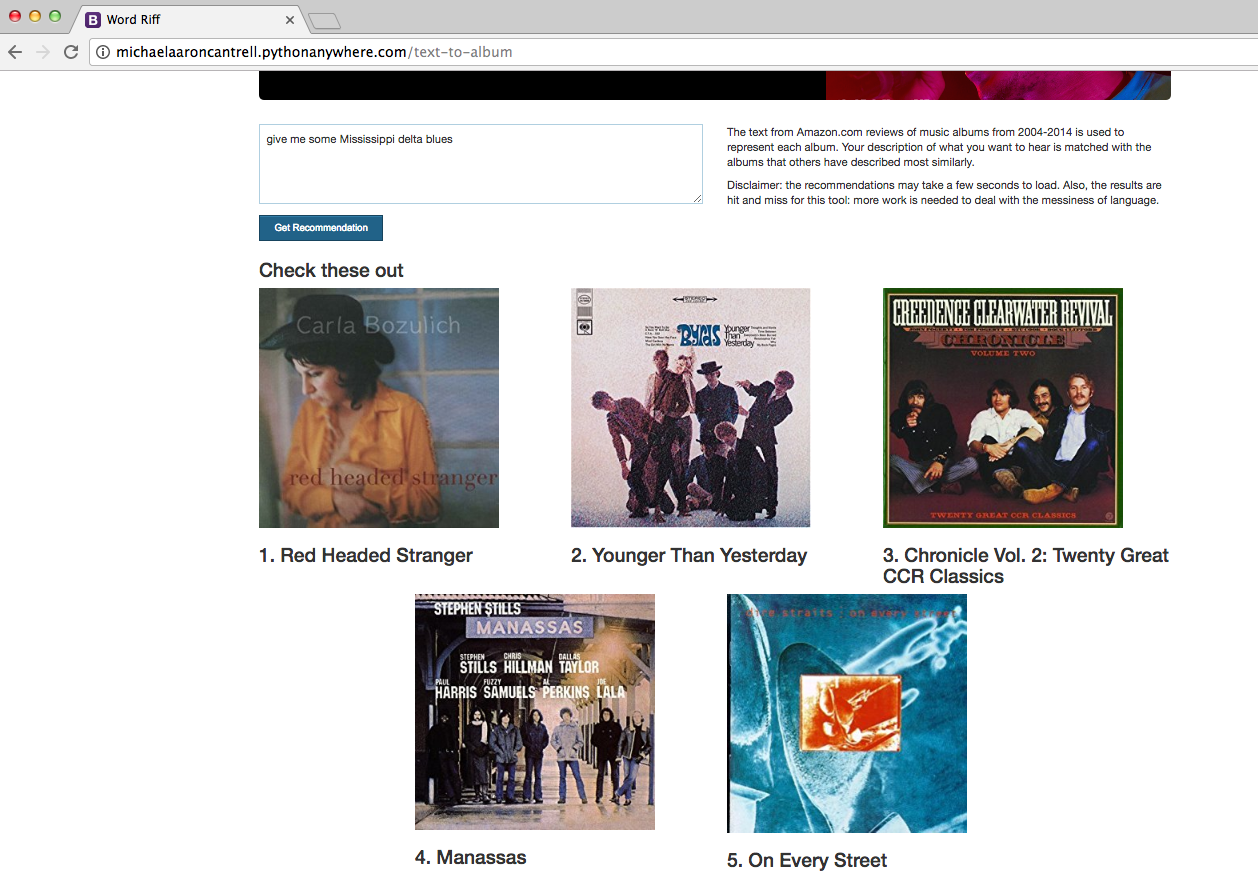 Word Riff
michaelaaroncantrell.pythonanywhere.com/text-to-album
give me some Mississippi delta blues
The text from Amazon.com reviews of music albums from 2004-2014 is used to
represent each album. Your description of what you want to hear is matched with the
albums that others have described most similarly.
Disclaimer: the recommendations may take a few seconds to load. Also, the results are
hit and miss for this tool: more work is needed to deal with the messiness of language.
Get Recommendation
Check these out
Carla Bozulich
red headed stranger
STEREO
Byrds
Younger
Than
Yesterday
CREEDENCE CLEARWATER REVIVAL
CHRONICLE
VOLUME TWO
TWENTY GREAT CCR CLASSICS
1. Red Headed Stranger
2. Younger Than Yesterday
3. Chronicle Vol. 2: Twenty Great
CCR Classics
STEPHEN STILLS
MANASSAS
STEPHEN STILLS
CHRIS HILLMAN
DALLAS TAYLOR
PAUL HARRIS
FUZZY SAMUELS
AL PERKINS
JOE LALA
dire straits on every street
4. Manassas
5. On Every Street